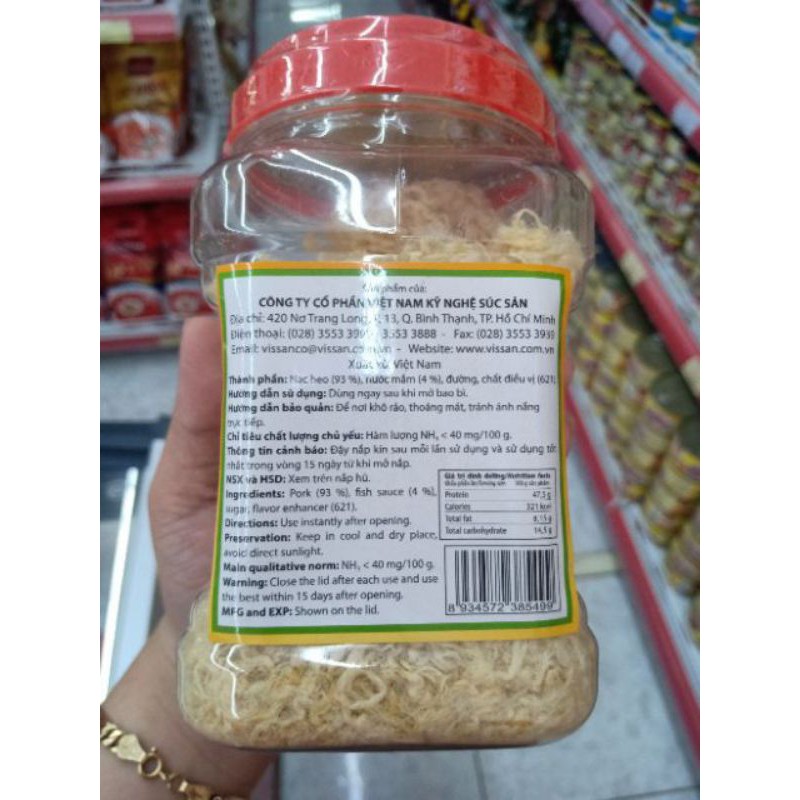 Sản phẩm của:
CÔNG TY CỔ PHẦN VIỆT NAM KỸ NGHỆ SÚC SẢN
Địa chỉ: 420 Nơ Trang Long, P. 13, Q. Bình Thạnh, TP. Hồ Chí Minh
Điện thoại: (028) 3553 3999 - 3553 3888 - Fax: (028) 3553 3939
Email: vissanco@vissan.com.vn - Website: www.vissan.com.vn
Xuất xứ: Việt Nam
Thành phần: Nạc heo (93 %), nước mắm (4 %), đường, chất điều vị (621).
Hướng dẫn sử dụng: Dùng ngay sau khi mở bao bì.
Hướng dẫn bảo quản: Để nơi khô ráo, thoáng mát, tránh ánh nắng
trực tiếp.
Chỉ tiêu chất lượng chủ yếu: Hàm lượng NH₃ < 40 mg/100 g.
Thông tin cảnh báo: Đậy nắp kín sau mỗi lần sử dụng và sử dụng tốt
nhất trong vòng 15 ngày từ khi mở nắp.
NSX và HSD: Xem trên nắp hũ.
Ingredients: Pork (93 %), fish sauce (4 %),
sugar, flavor enhancer (621).
Directions: Use instantly after opening.
Preservation: Keep in cool and dry place,
avoid direct sunlight.
Main qualitative norm: NH₃ < 40 mg/100 g.
Warning: Close the lid after each use and use
the best within 15 days after opening.
MFG and EXP: Shown on the lid.
Giá trị dinh dưỡng/Nutrition facts
Protein 47,5 g
Calories 321 kcal
Total fat 8,15 g
Total carbohydrate 14,5 g
8 934572 385499